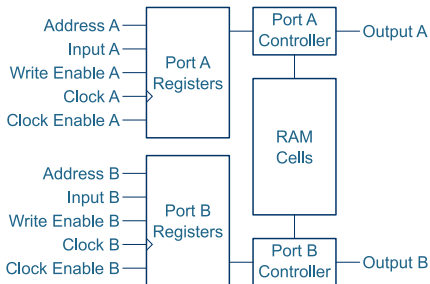 Address A
Input A
Write Enable A
Clock A
Clock Enable A
Port A
Registers
Port A
Controller
Output A
RAM
Cells
Address B
Input B
Write Enable B
Clock B
Clock Enable B
Port B
Registers
Port B
Controller
Output B